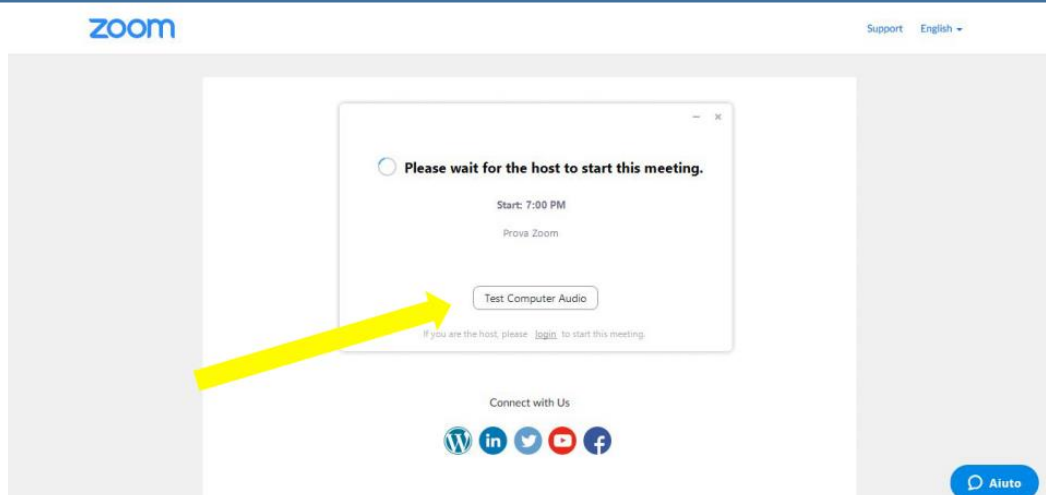 zoom
Support English
Please wait for the host to start this meeting.
Start: 7:00 PM
Prova Zoom
Test Computer Audio
If you are the host, please login to start this meeting.
Connect with Us
W in
f
Aiuto